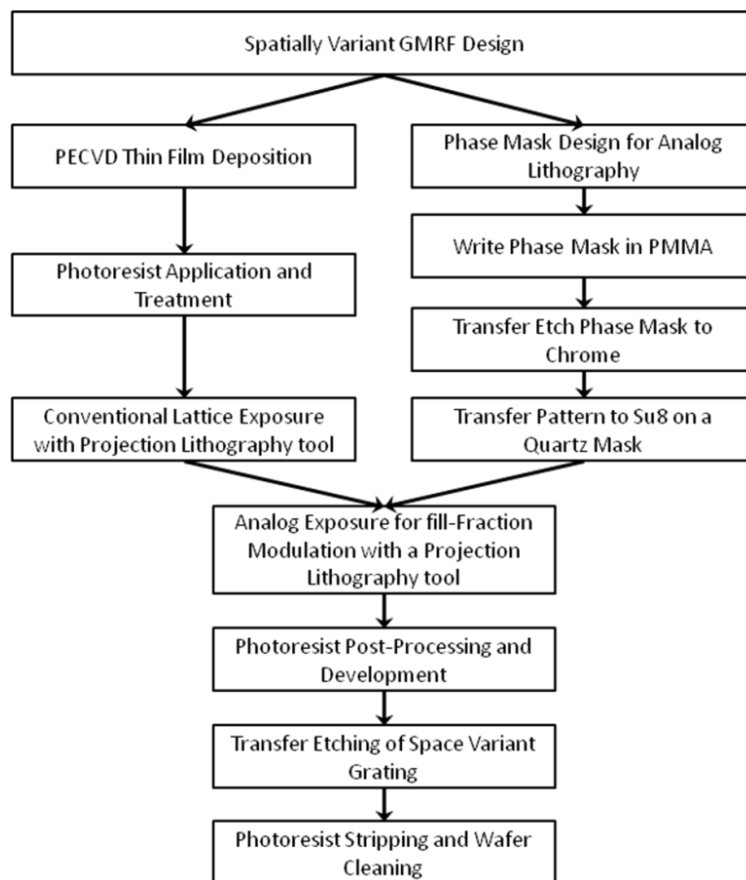 Spatially Variant GMRF Design
PECVD Thin Film Deposition
Phase Mask Design for Analog
Lithography
Write Phase Mask in PMMA
Photoresist Application and
Treatment
Transfer Etch Phase Mask to
Chrome
Conventional Lattice Exposure
with Projection Lithography tool
Transfer Pattern to Su8 on a
Quartz Mask
Analog Exposure for fill-Fraction
Modulation with a Projection
Lithography tool
Photoresist Post-Processing and
Development
Transfer Etching of Space Variant
Grating
Photoresist Stripping and Wafer
Cleaning